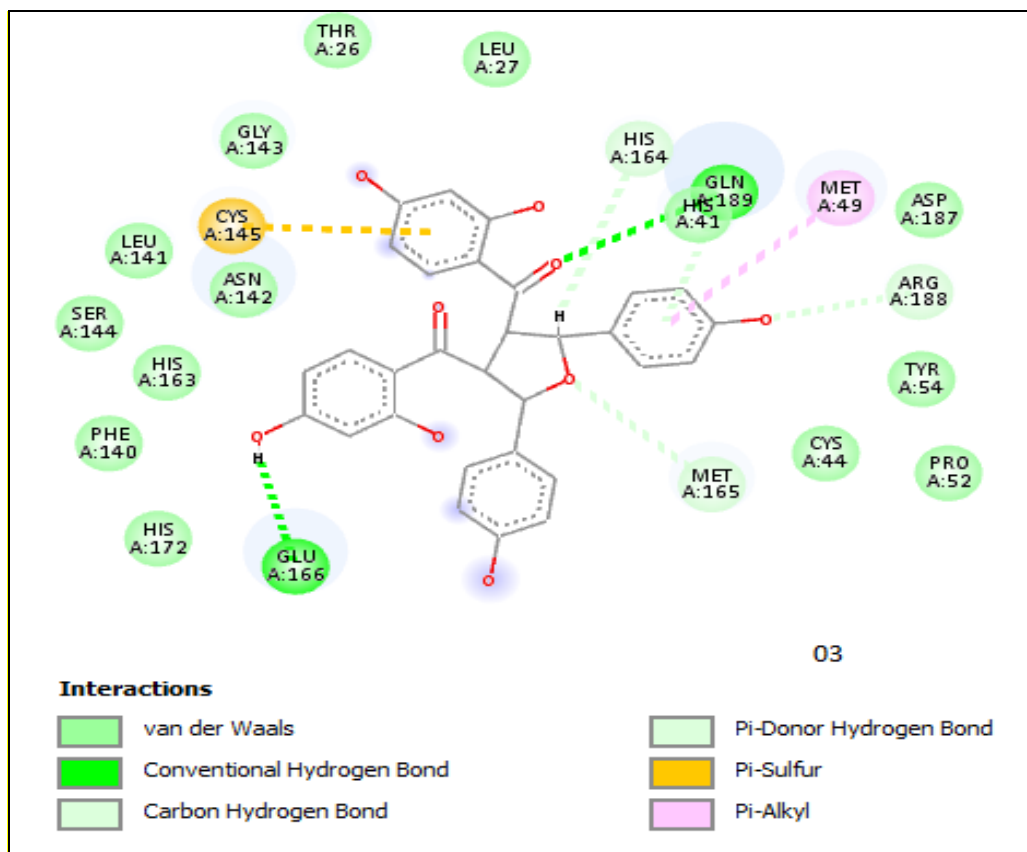 THR
A:26
LEU
A:27
GLY
A:143
HIS
A:164
GLN
A:189
HIS
A:41
MET
A:49
ASP
A:187
CYS
A:145
LEU
A:141
ASN
A:142
ARG
A:188
SER
A:144
HIS
A:163
TYR
A:54
PHE
A:140
CYS
A:44
PRO
A:52
MET
A:165
HIS
A:172
GLU
A:166
O
O
O
H
O
O
O
O
O
H
O
03
Interactions
van der Waals
Conventional Hydrogen Bond
Carbon Hydrogen Bond
Pi-Donor Hydrogen Bond
Pi-Sulfur
Pi-Alkyl